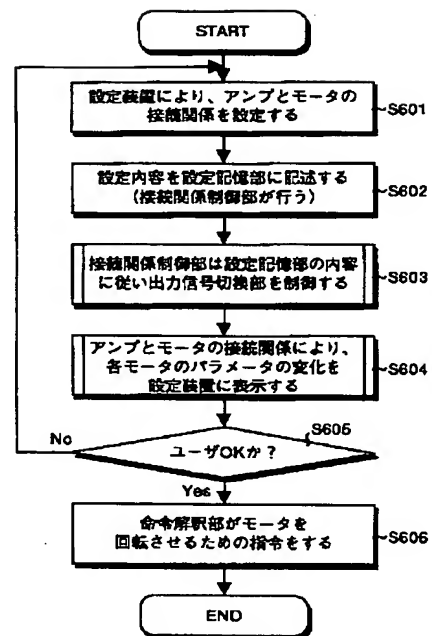 START
設定装置により、アンプとモータの
接続関係を設定する
S601
設定内容を設定記憶部に記述する
(接続関係制御部が行う)
S602
接続関係制御部は設定記憶部の内容
に従い出力信号切換部を制御する
S603
アンプとモータの接続関係により、
各モータのパラメータの変化を
設定装置に表示する
S604
S605
No
ユーザOKか?
Yes
命令解釈部がモータを
回転させるための指令をする
S606
END